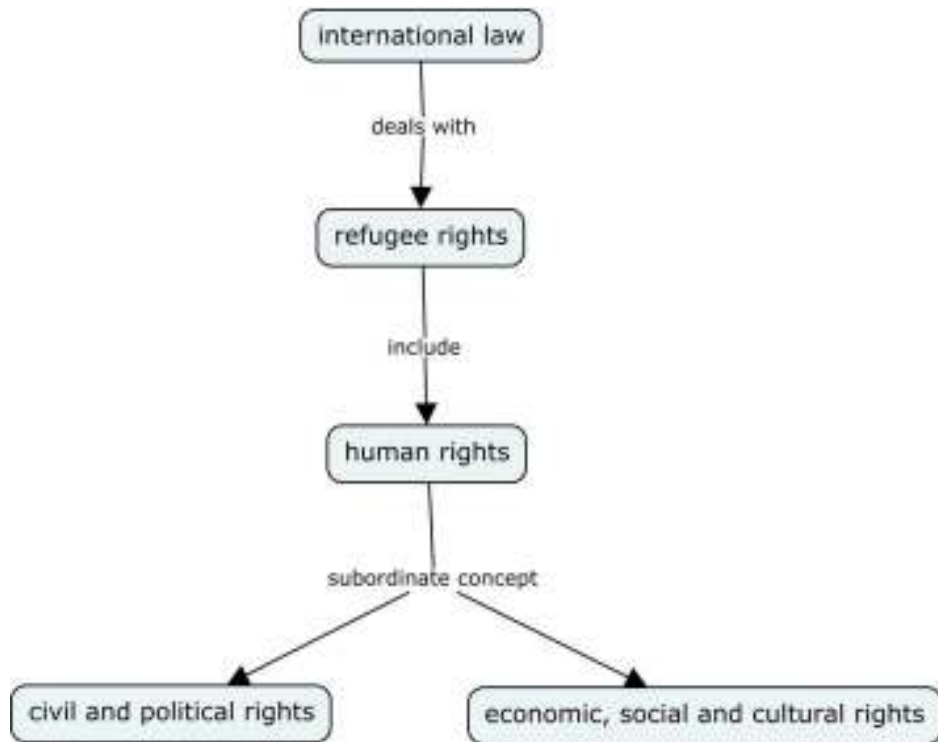 international law
deals with
refugee rights
include
human rights
subordinate concept
civil and political rights
economic, social and cultural rights